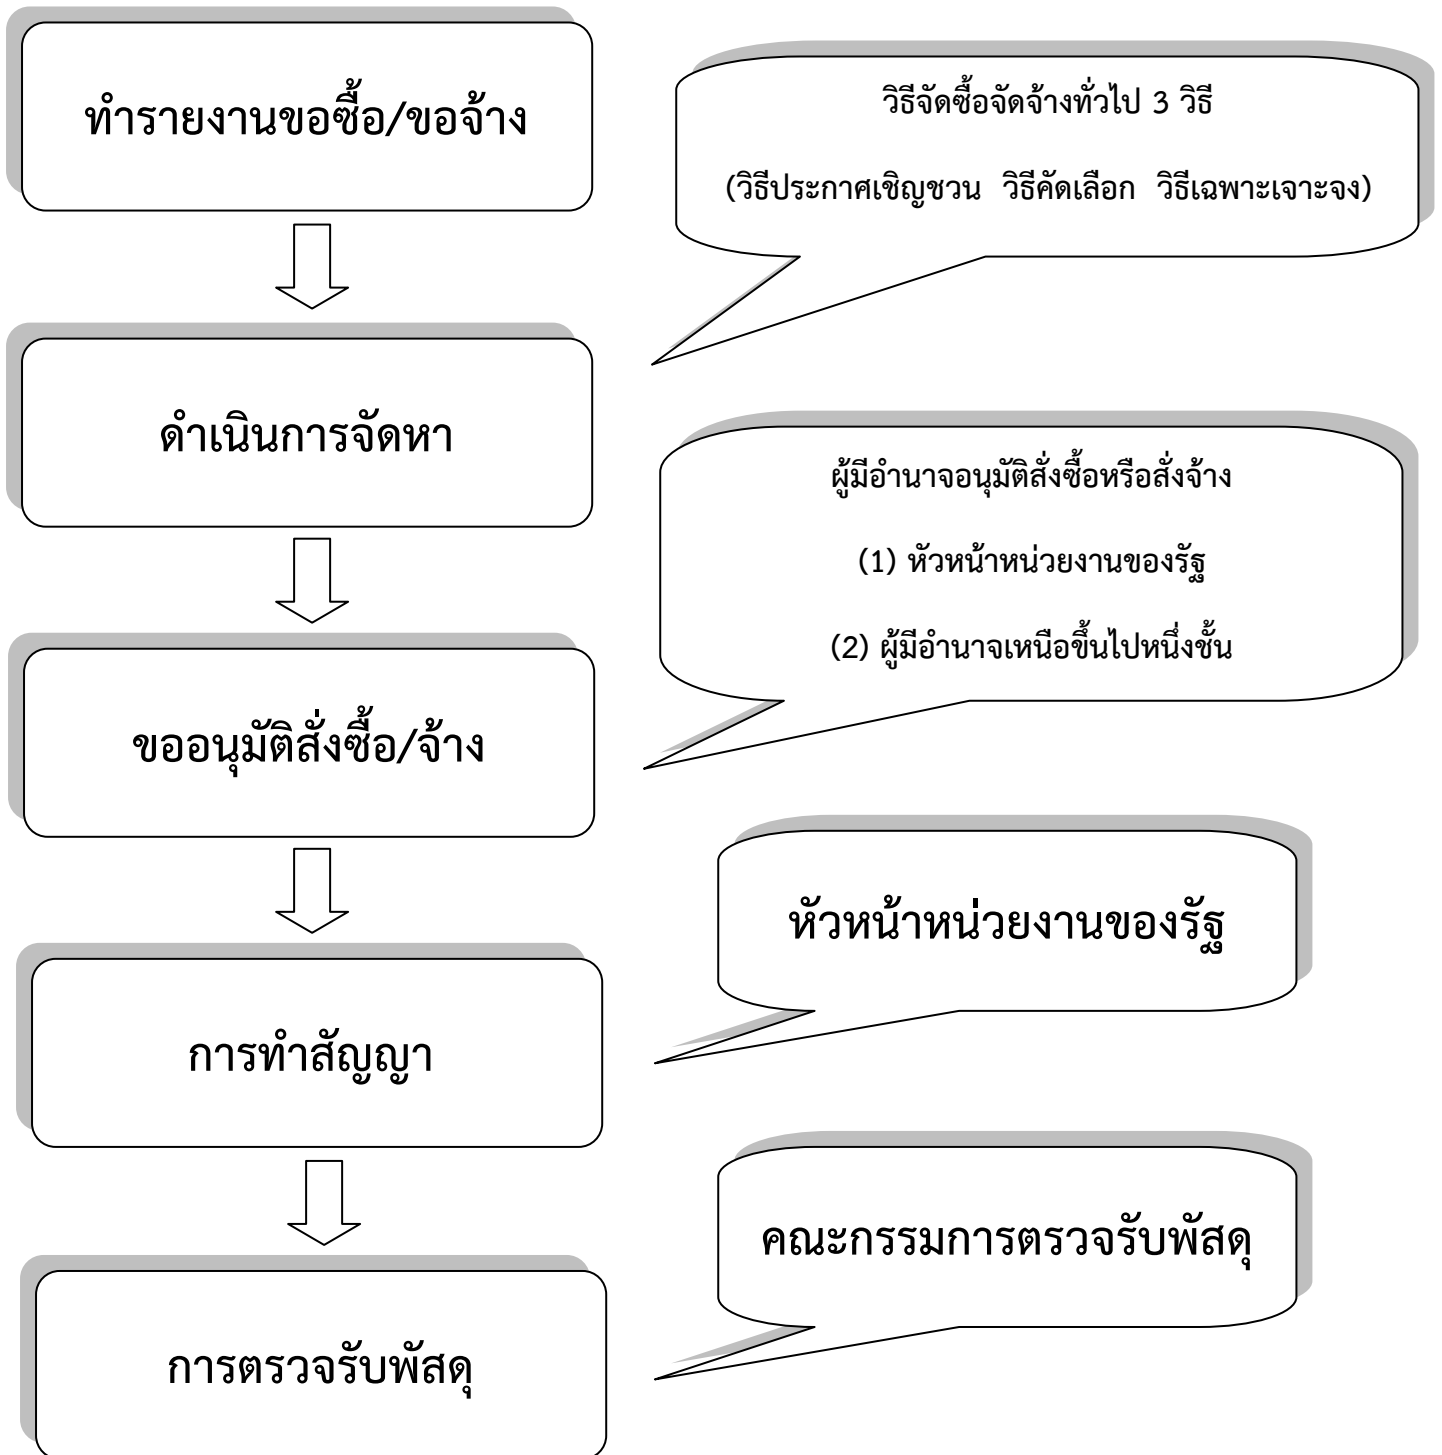 ทำรายงานขอซื้อ/ขอจ้าง
วิธีจัดซื้อจัดจ้างทั่วไป 3 วิธี
(วิธีประกาศเชิญชวน วิธีคัดเลือก วิธีเฉพาะเจาะจง)
ดำเนินการจัดหา
ผู้มีอำนาจอนุมัติสั่งซื้อหรือสั่งจ้าง
(1) หัวหน้าหน่วยงานของรัฐ
(2) ผู้มีอำนาจเหนือขึ้นไปหนึ่งชั้น
ขออนุมัติสั่งซื้อ/จ้าง
หัวหน้าหน่วยงานของรัฐ
การทำสัญญา
คณะกรรมการตรวจรับพัสดุ
การตรวจรับพัสดุ